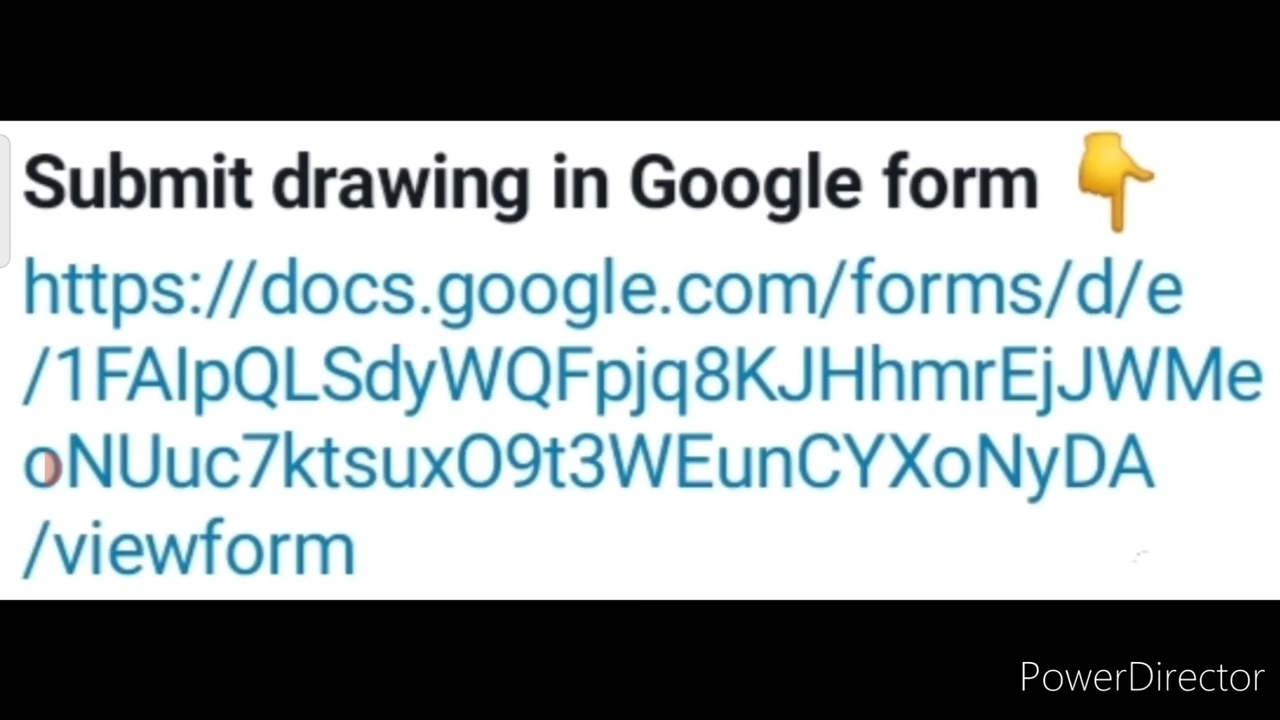 Submit drawing in Google form 👇
https://docs.google.com/forms/d/e
/1FAIpQLSdyWQFpjq8KJHhmrEjJWMe
oNUuc7ktsuxO9t3WEunCYXoNyDA
/viewform
PowerDirector